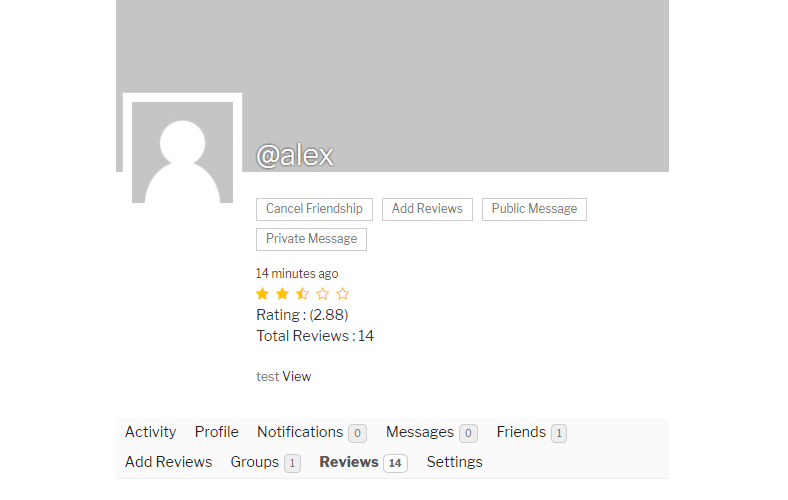 @alex
Cancel Friendship Add Reviews Public Message
Private Message
14 minutes ago
Rating : (2.88)
Total Reviews : 14
test View
Activity Profile Notifications 0 Messages 0 Friends 1
Add Reviews Groups 1 Reviews 14 Settings